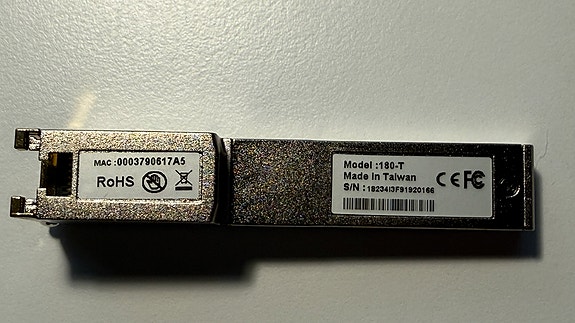 MAC :0003790617A5
RoHS
Model :180-T
Made In Taiwan
S/N : 18234I3F91920166
CE FC